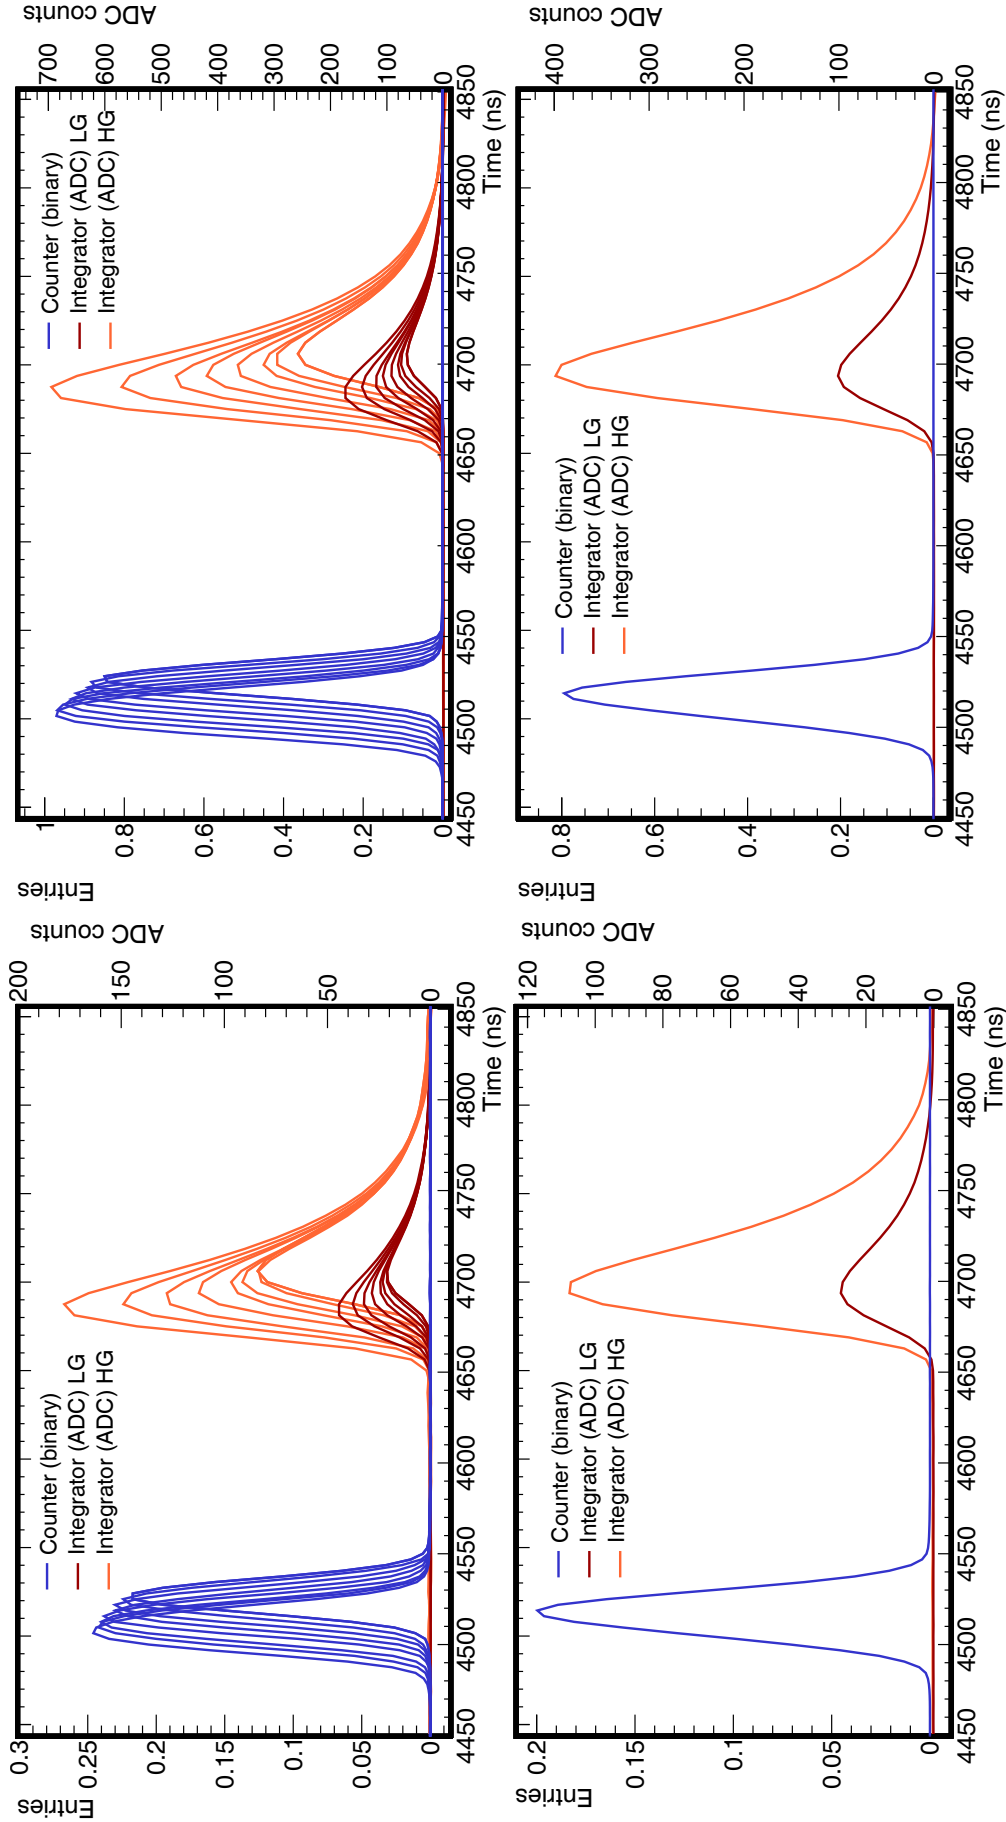 Entries
0.3
0.25
0.2
0.15
0.1
0.05
0
Counter (binary)
Integrator (ADC) LG
Integrator (ADC) HG
ADC counts
200
150
100
50
0
4450 4500 4550 4600 4650 4700 4750 4800 4850
Time (ns)
Entries
1
0.8
0.6
0.4
0.2
0
Counter (binary)
Integrator (ADC) LG
Integrator (ADC) HG
ADC counts
700
600
500
400
300
200
100
0
4450 4500 4550 4600 4650 4700 4750 4800 4850
Time (ns)
Entries
0.2
0.15
0.1
0.05
0
Counter (binary)
Integrator (ADC) LG
Integrator (ADC) HG
ADC counts
120
100
80
60
40
20
0
4450 4500 4550 4600 4650 4700 4750 4800 4850
Time (ns)
Entries
0.8
0.6
0.4
0.2
0
Counter (binary)
Integrator (ADC) LG
Integrator (ADC) HG
ADC counts
400
300
200
100
0
4450 4500 4550 4600 4650 4700 4750 4800 4850
Time (ns)